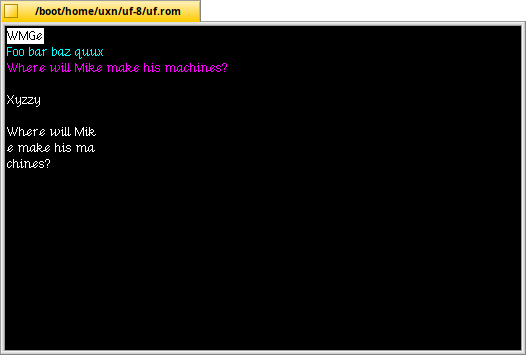 /boot/home/uxn/uf-8/uf.rom
WMGe
Foo bar baz quux
Where will Mike make his machines?
Xyzzy
Where will Mik
e make his ma
chines?